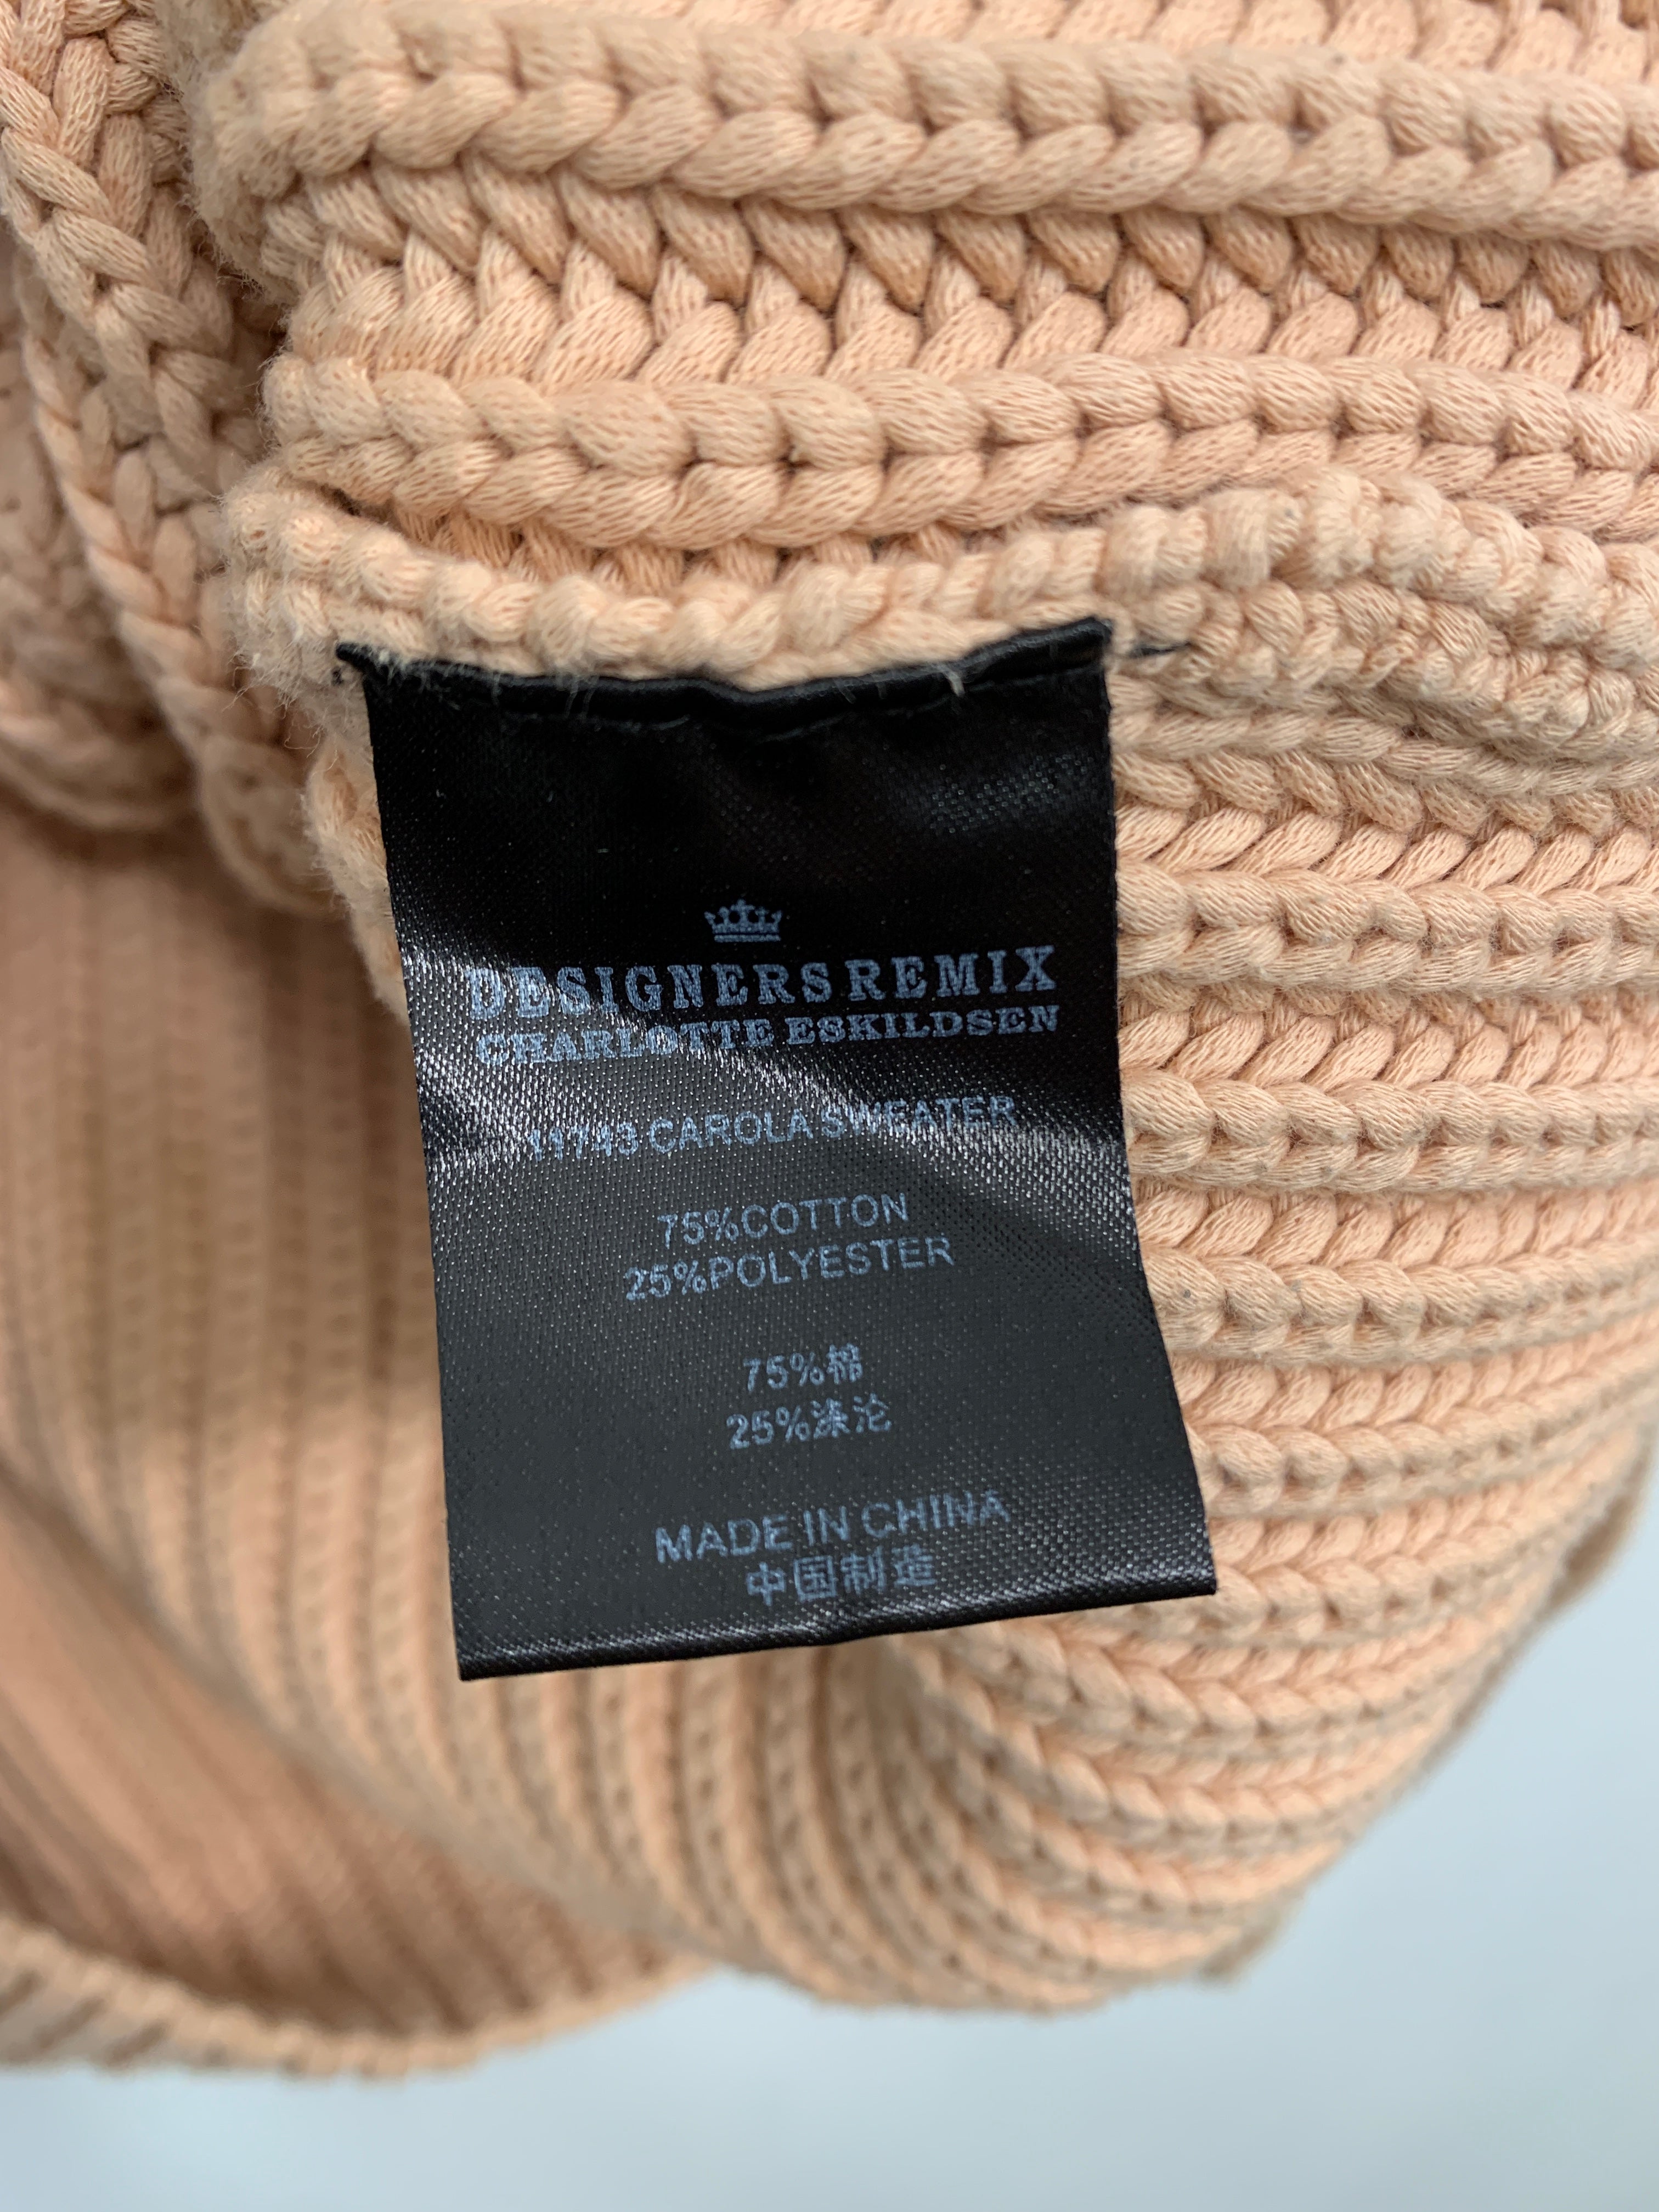 DESIGNERS REMIX
CHARLOTTE ESKILDSEN
11743 CAROLA SWEATER
75%COTTON
25%POLYESTER
75%棉
25%涤沦
MADE IN CHINA
中国制造